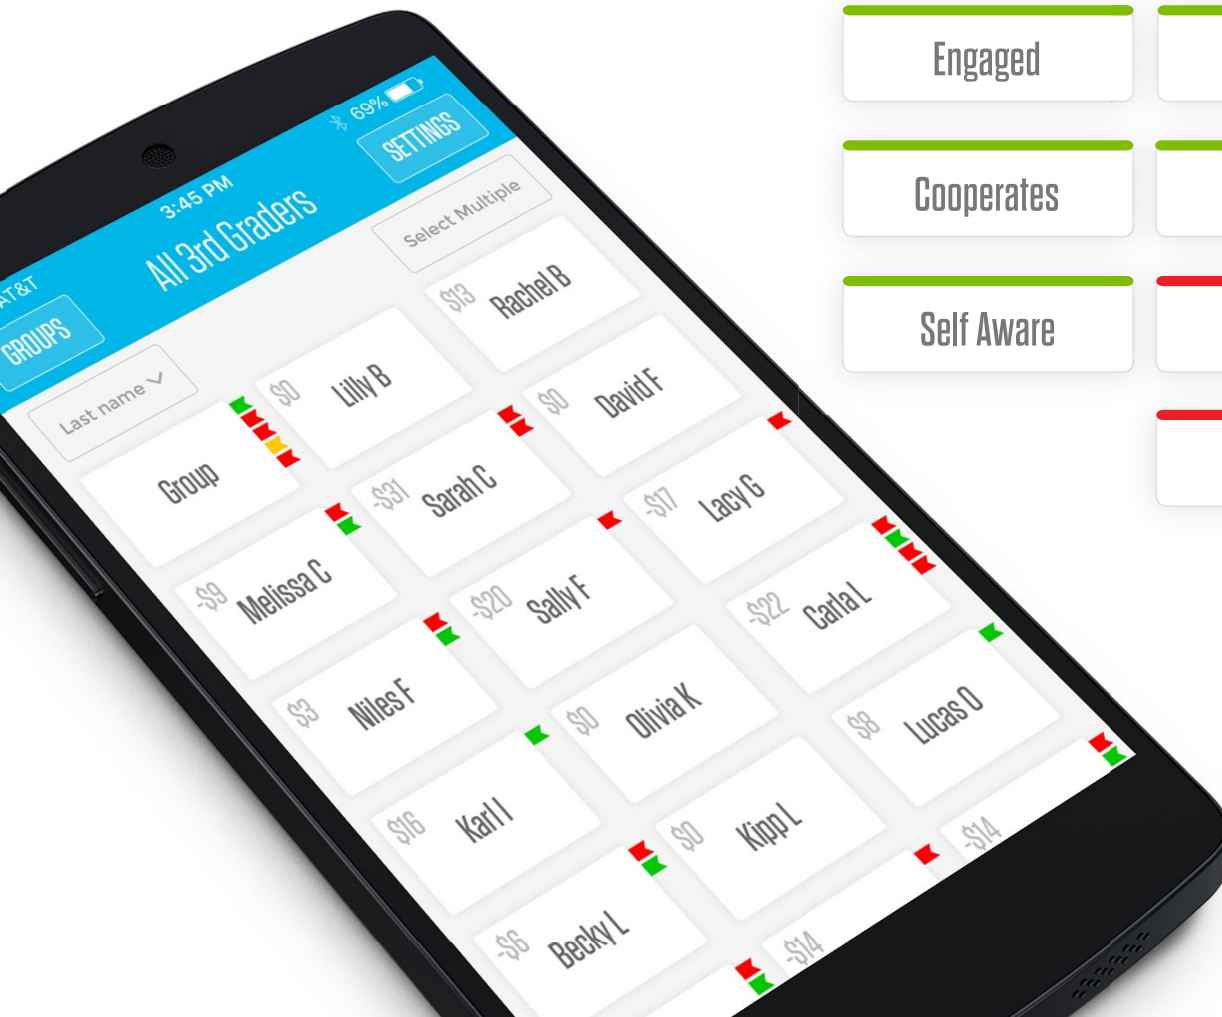 AT&T
3:45 PM
69%
GROUPS
All 3rd Graders
SETTINGS
Last name
Select Multiple
Group
$0 Lilly B
$13 Rachel B
-$9 Melissa C
-$31 Sarah C
$0 David F
$3 Niles F
-$20 Sally F
-$17 Lacy G
$16 Karl I
$0 Olivia K
-$22 Carla L
-$6 Becky L
$0 Kipp L
$8 Lucas O
-$14
-$14
Engaged
Cooperates
Self Aware